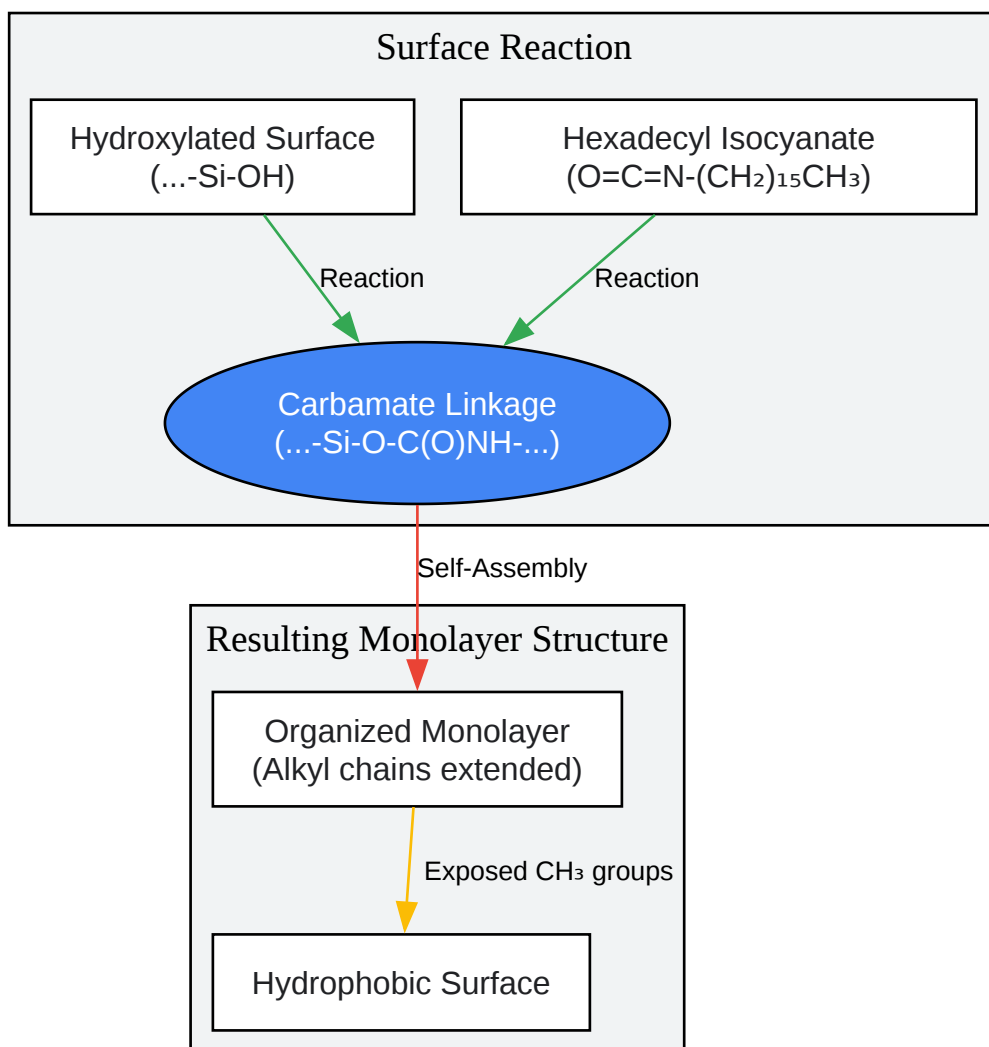 Surface Reaction
Hydroxylated Surface
(...-Si-OH)
Hexadecyl Isocyanate
(O=C=N-(CH₂)₁₅CH₃)
Reaction
Reaction
Carbamate Linkage
(...-Si-O-C(O)NH-...)
Self-Assembly
Resulting Monolayer Structure
Organized Monolayer
(Alkyl chains extended)
Exposed CH₃ groups
Hydrophobic Surface